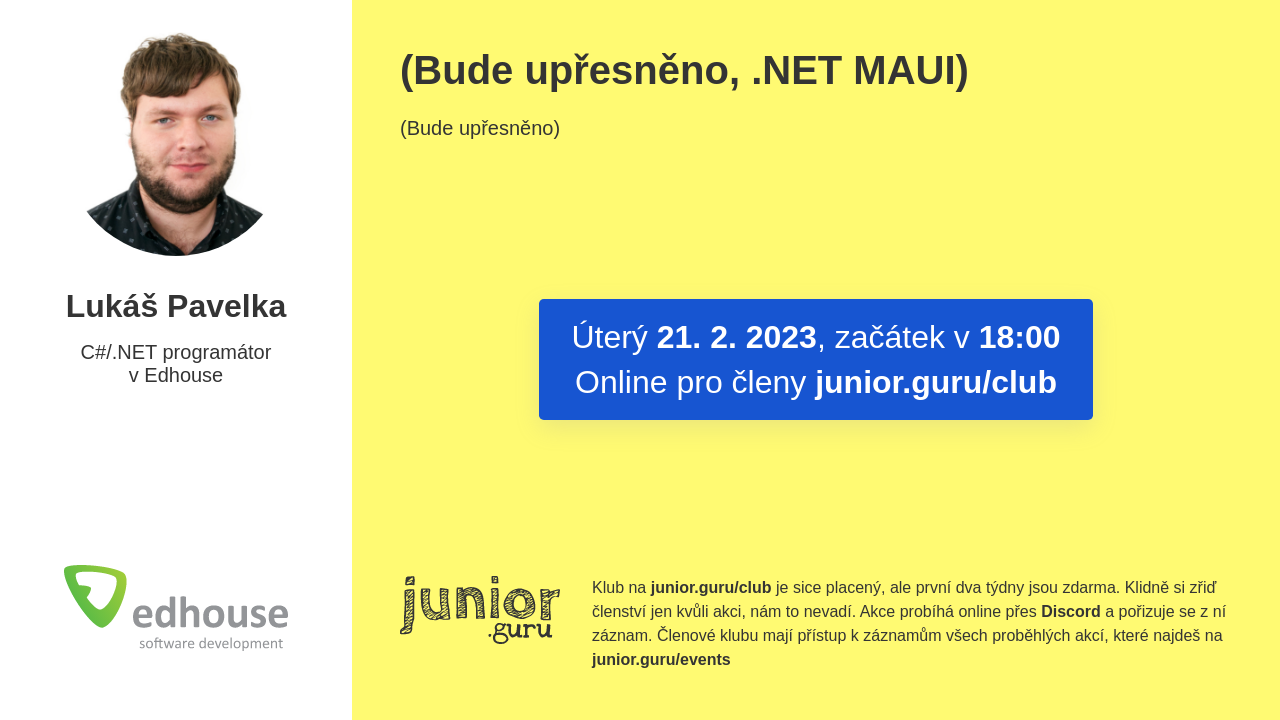 Lukáš Pavelka
C#/.NET programátor
v Edhouse
edhouse
software development
(Bude upřesněno, .NET MAUI)
(Bude upřesněno)
Úterý 21. 2. 2023, začátek v 18:00
Online pro členy junior.guru/club
junior
.guru
Klub na junior.guru/club je sice placený, ale první dva týdny jsou zdarma. Klidně si zřiď
členství jen kvůli akci, nám to nevadí. Akce probíhá online přes Discord a pořizuje se z ní
záznam. Členové klubu mají přístup k záznamům všech proběhlých akcí, které najdeš na
junior.guru/events